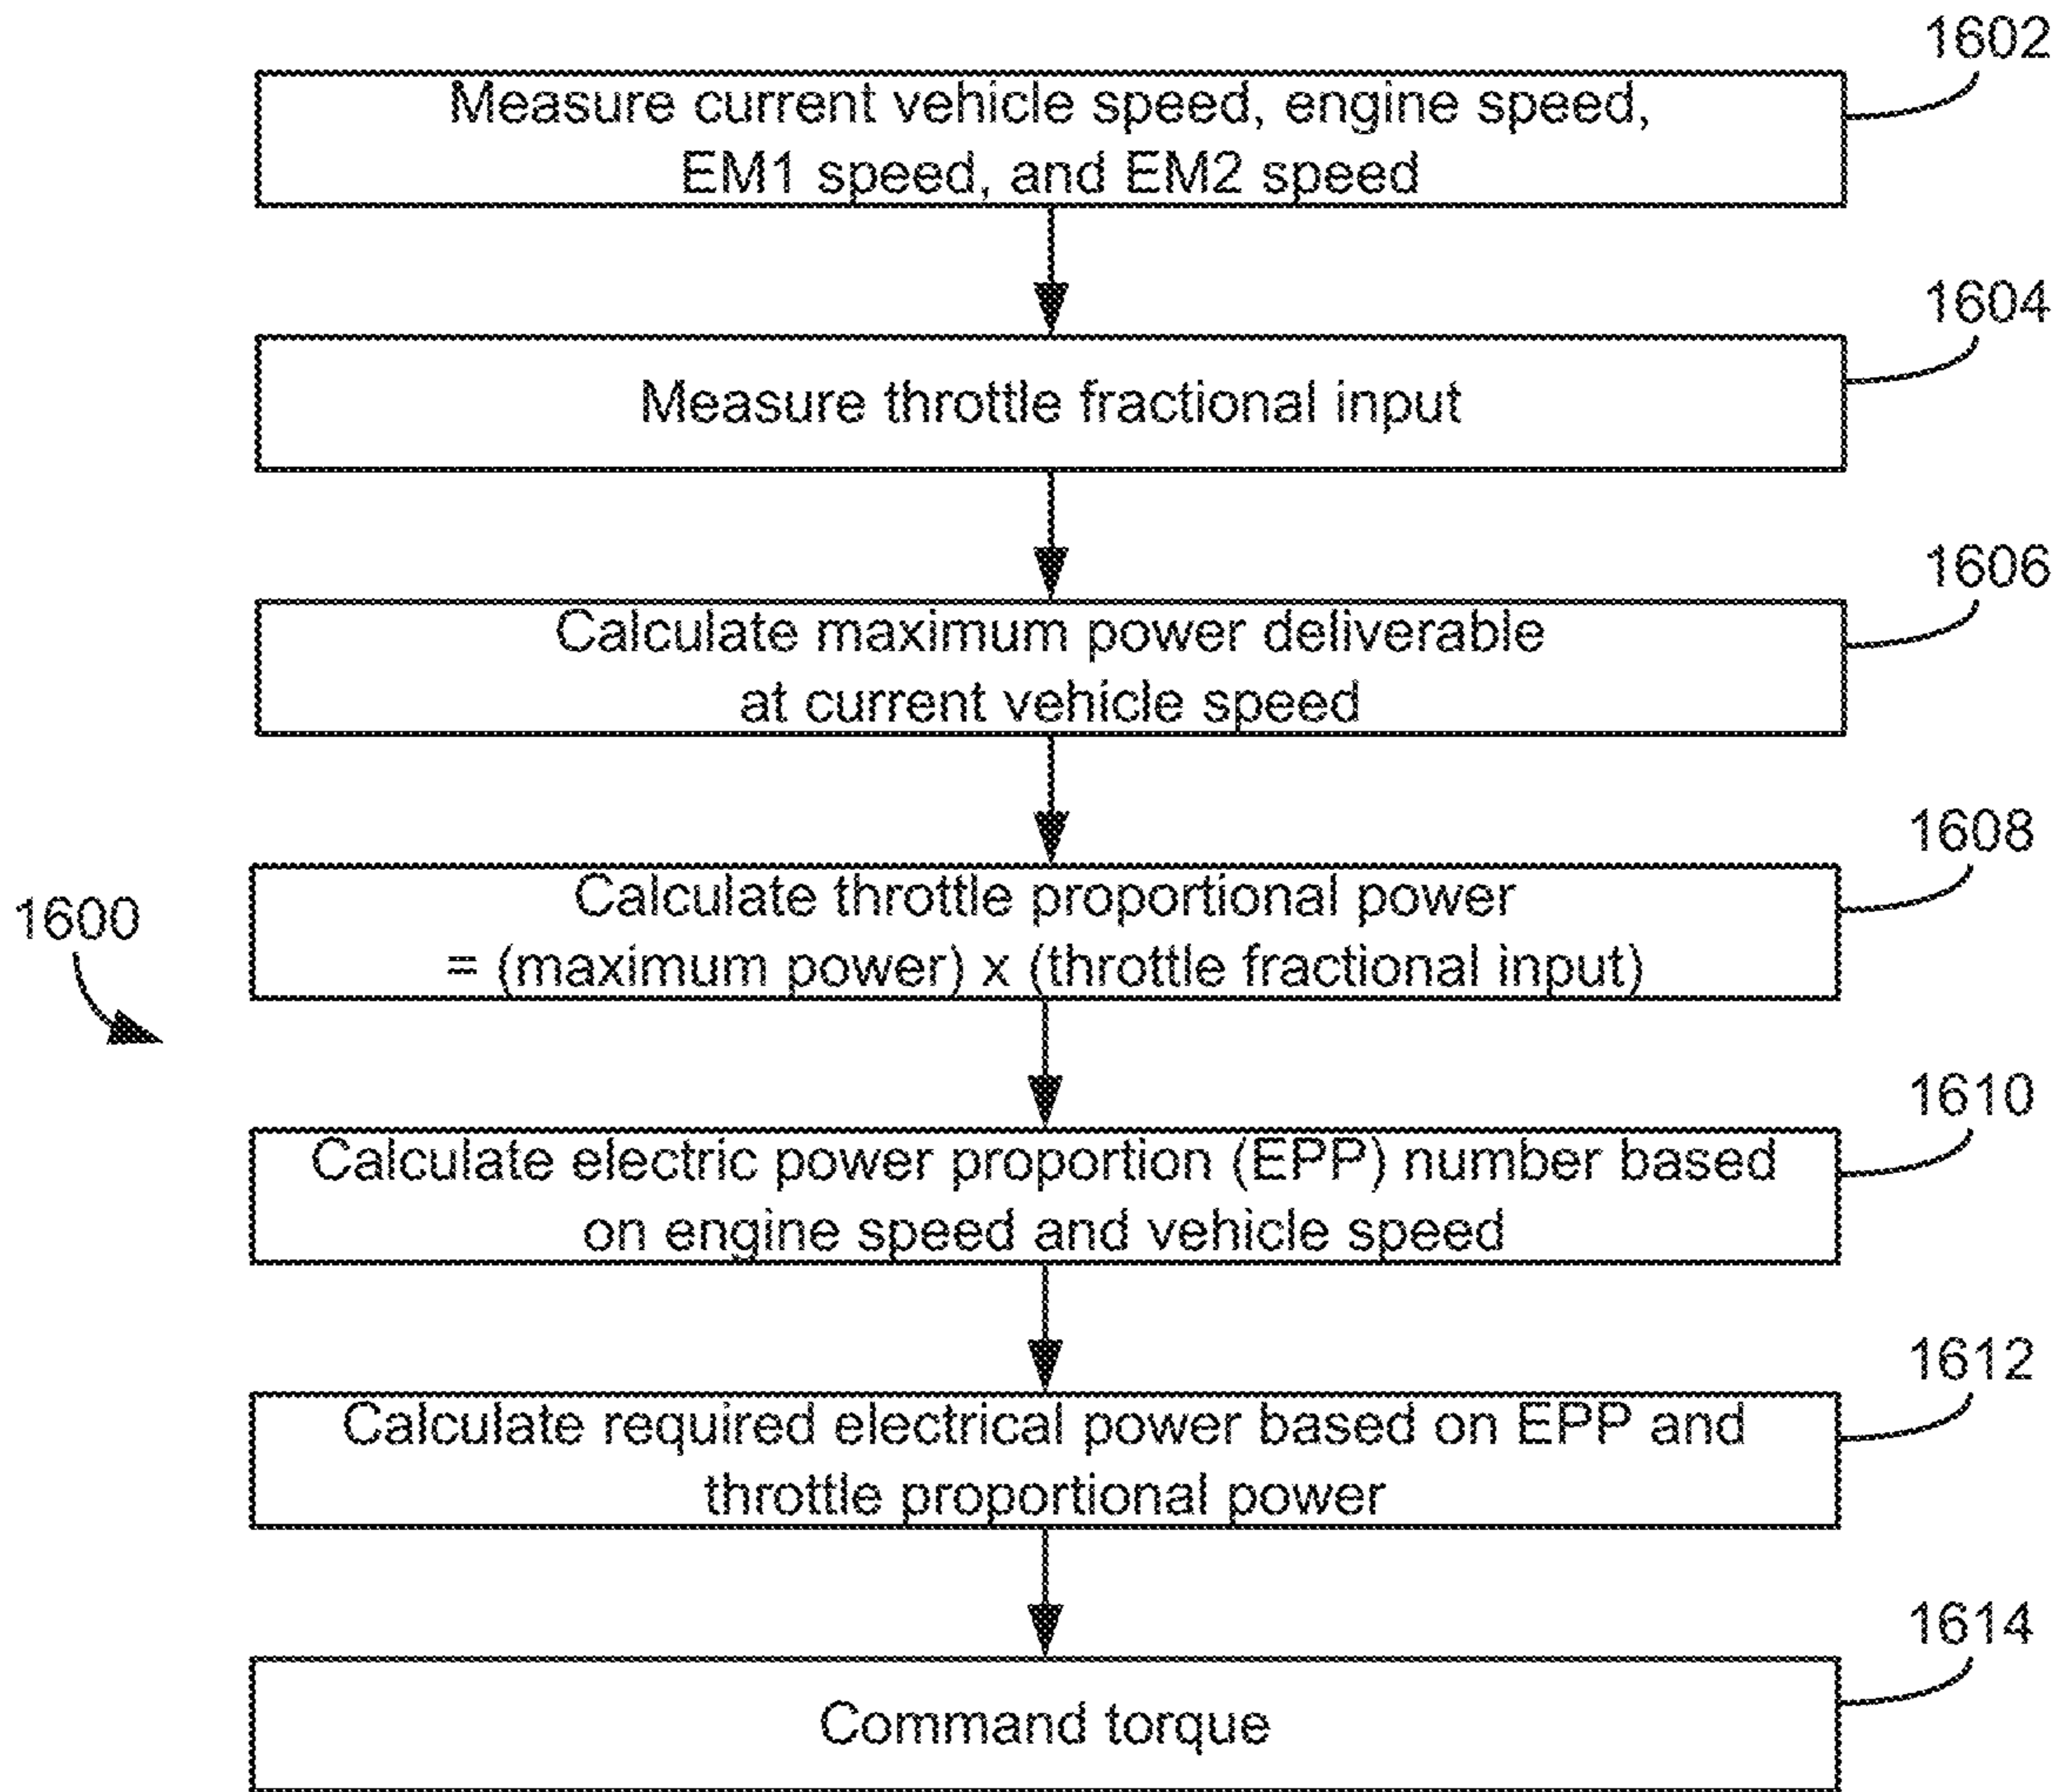 1602
Measure current vehicle speed, engine speed,
EM1 speed, and EM2 speed
1604
Measure throttle fractional input
1606
Calculate maximum power deliverable
at current vehicle speed
1608
Calculate throttle proportional power
= (maximum power) x (throttle fractional input)
1600
1610
Calculate electric power proportion (EPP) number based
on engine speed and vehicle speed
1612
Calculate required electrical power based on EPP and
throttle proportional power
1614
Command torque